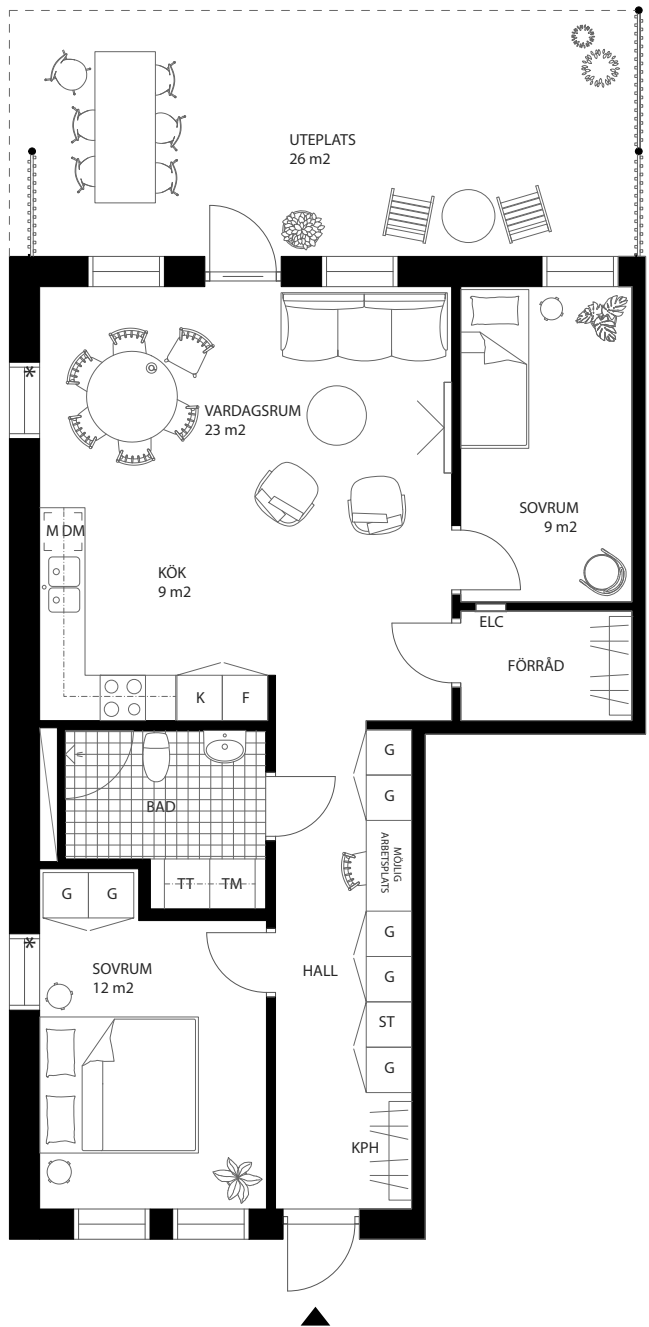 UTEPLATS
26 m2
*
VARDAGSRUM
23 m2
SOVRUM
9 m2
M DM
KÖK
9 m2
ELC
FÖRRÅD
K
F
G
G
BAD
MÖJLIG
ARBETSPLATS
TT
TM
G
G
G
*
SOVRUM
12 m2
HALL
G
ST
G
KPH